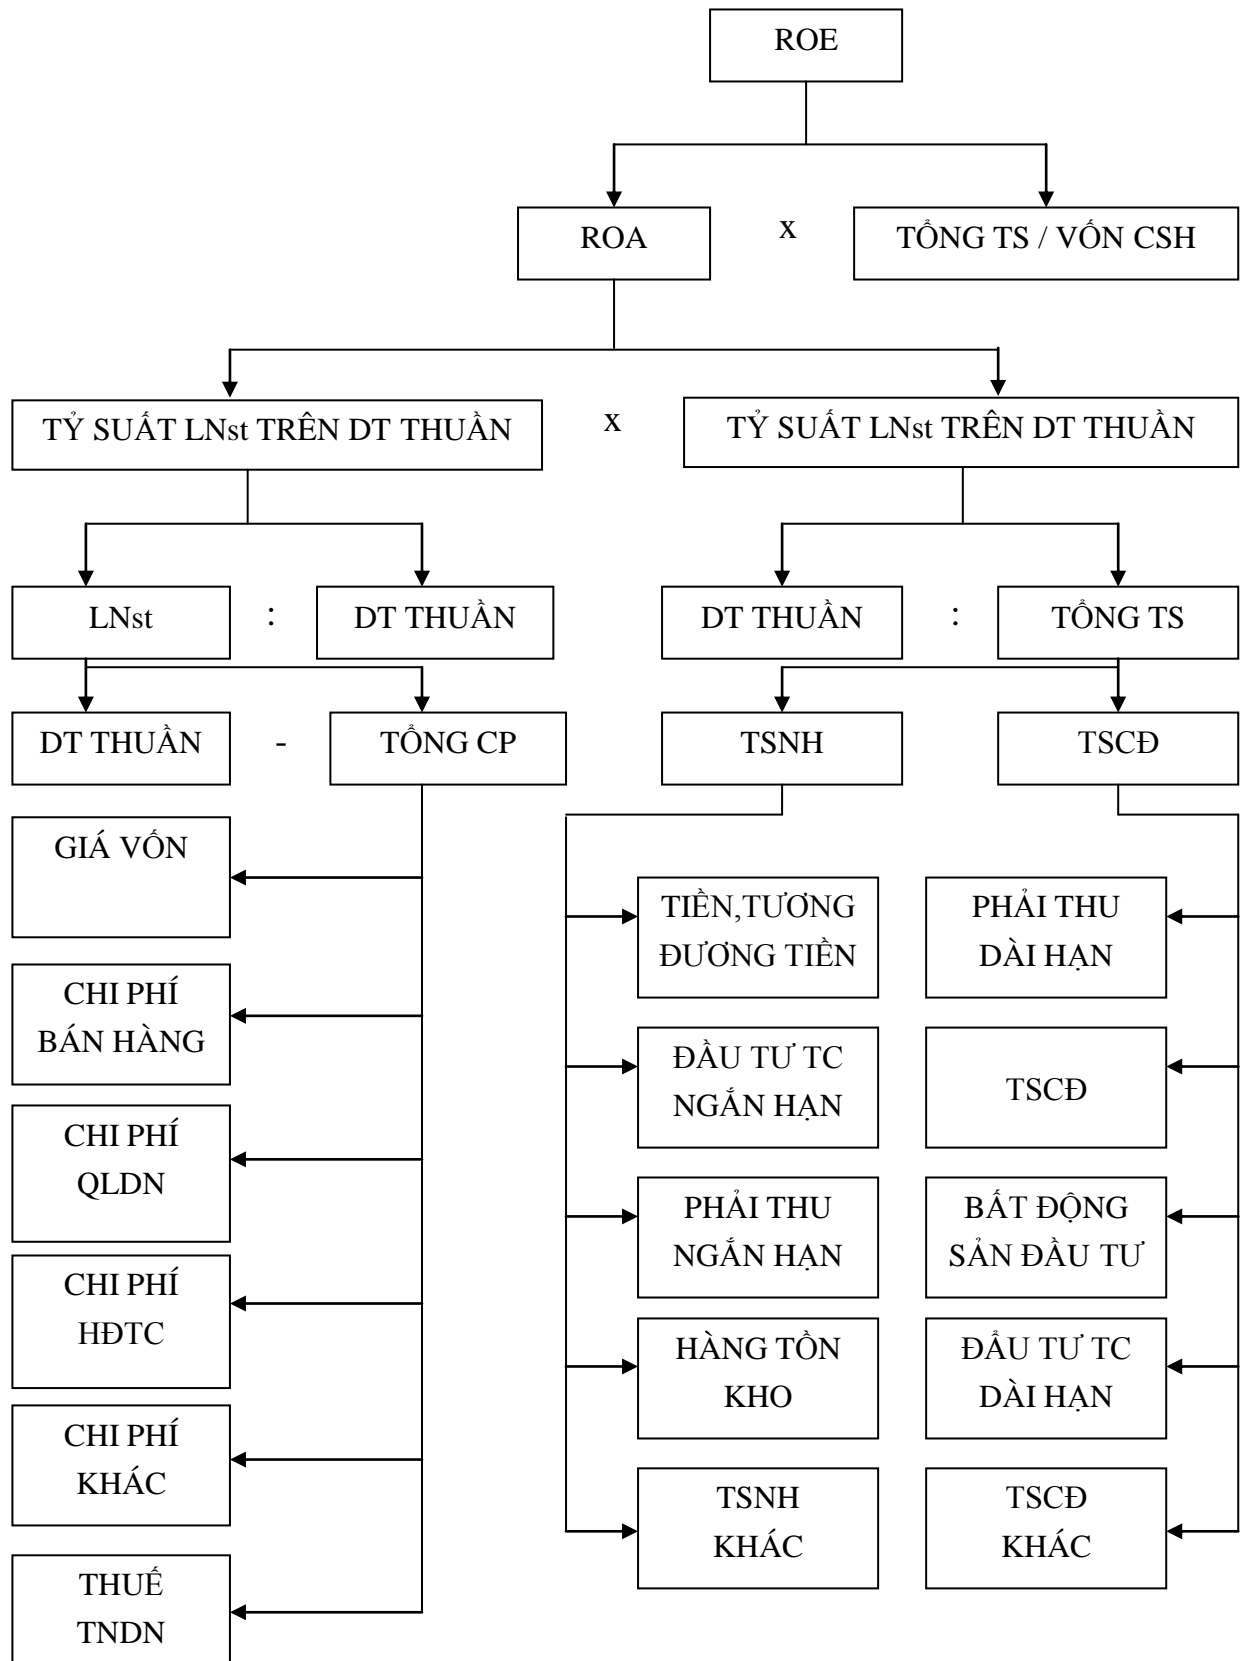 ROE
ROA
x
TỔNG TS / VỐN CSH
TỶ SUẤT LNst TRÊN DT THUẦN
x
TỶ SUẤT LNst TRÊN DT THUẦN
LNst
:
DT THUẦN
DT THUẦN
:
TỔNG TS
DT THUẦN
-
TỔNG CP
TSNH
TSCĐ
GIÁ VỐN
CHI PHÍ
BÁN HÀNG
CHI PHÍ
QLDN
CHI PHÍ
HĐTC
CHI PHÍ
KHÁC
THUẾ
TNDN
TIỀN,TƯƠNG
ĐƯƠNG TIỀN
ĐẦU TƯ TC
NGẮN HẠN
PHẢI THU
NGẮN HẠN
HÀNG TỒN
KHO
TSNH
KHÁC
PHẢI THU
DÀI HẠN
TSCĐ
BẤT ĐỘNG
SẢN ĐẦU TƯ
ĐẨU TƯ TC
DÀI HẠN
TSCĐ
KHÁC